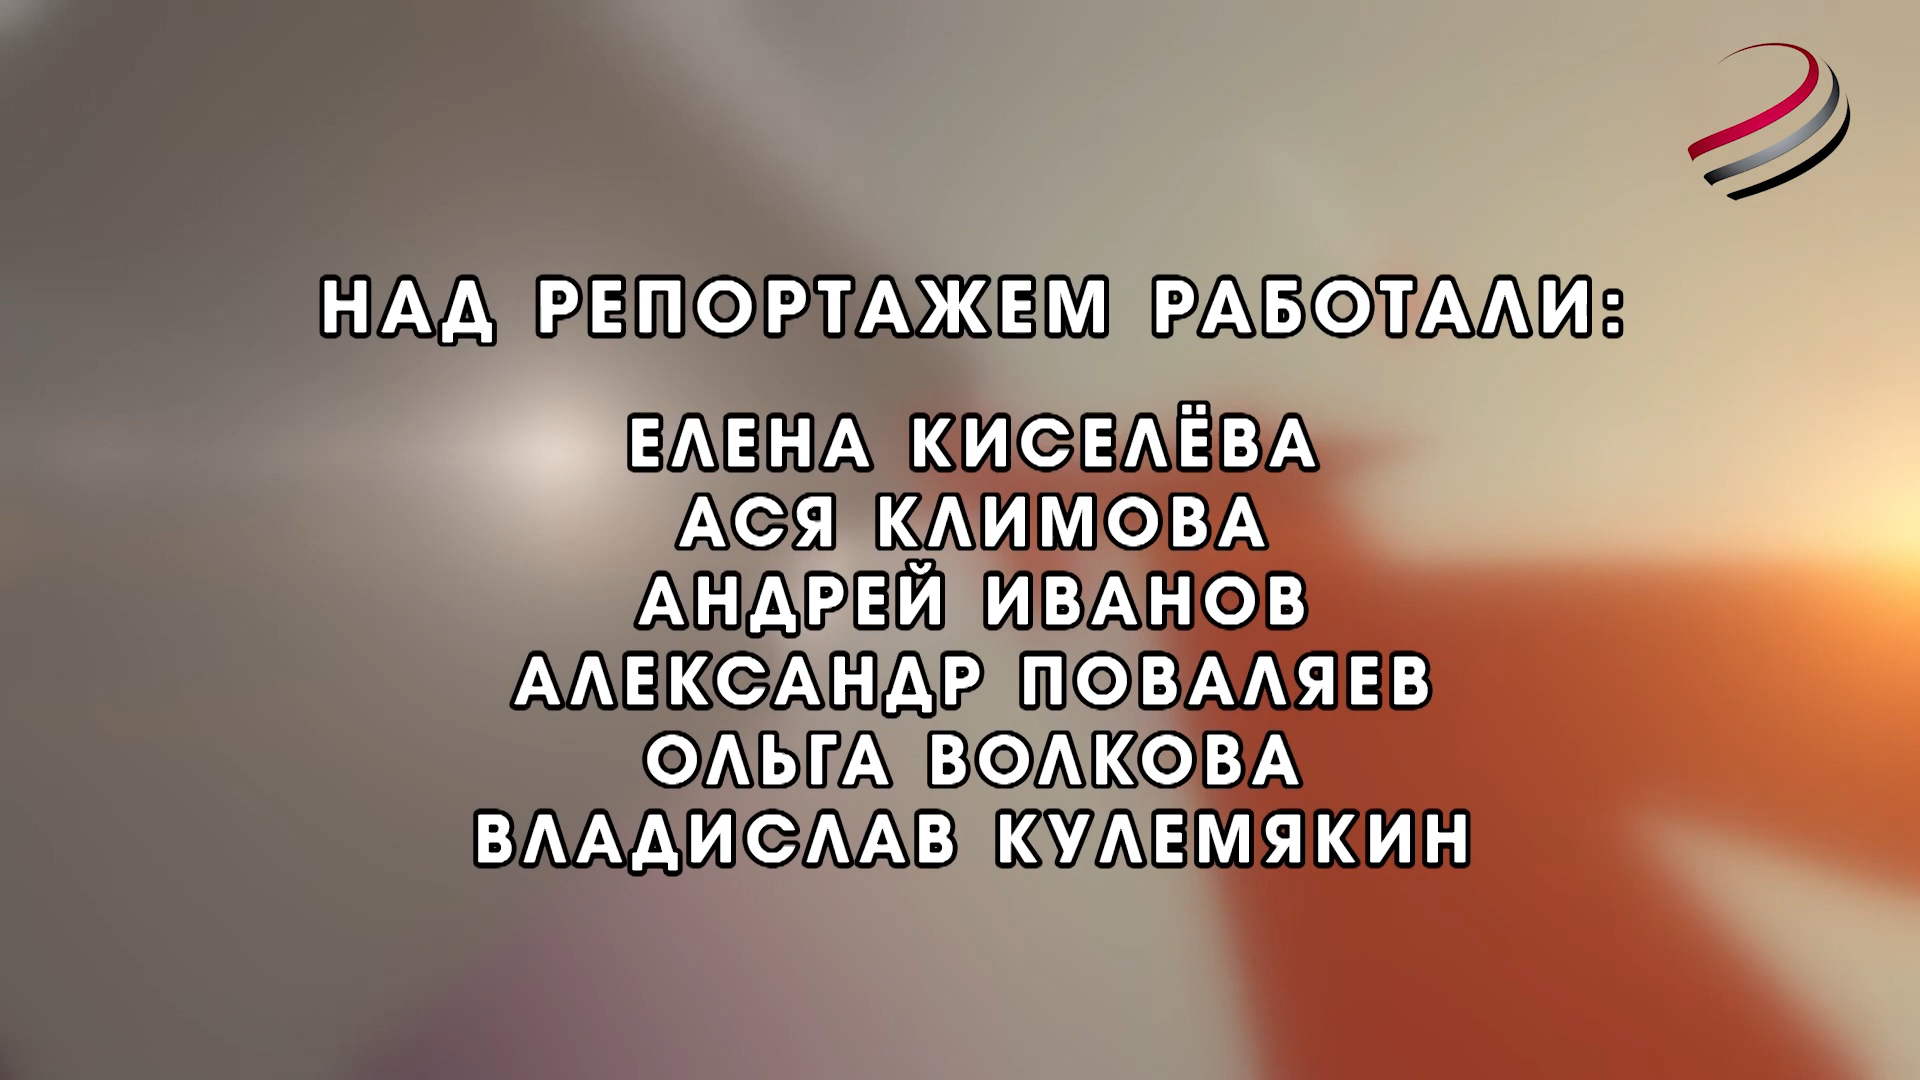 НАД РЕПОРТАЖЕМ РАБОТАЛИ:
ЕЛЕНА КИСЕЛЁВА
АСЯ КЛИМОВА
АНДРЕЙ ИВАНОВ
АЛЕКСАНДР ПОВАЛЯЕВ
ОЛЬГА ВОЛКОВА
ВЛАДИСЛАВ КУЛЕМЯКИН